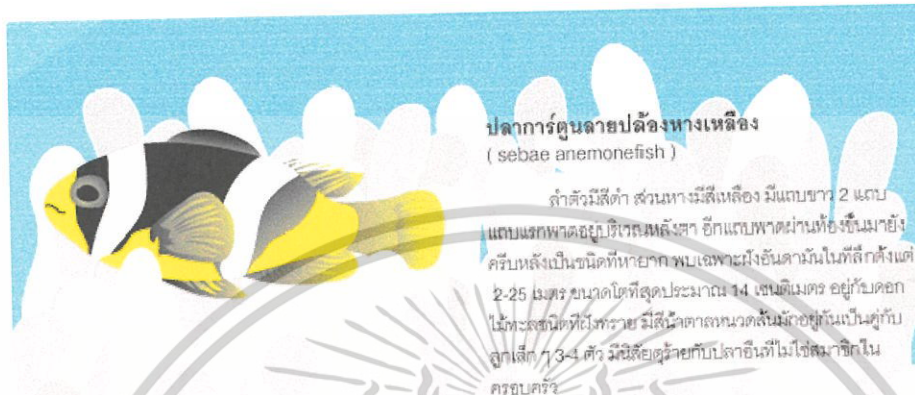 ปลาการ์ตูนลายปล้องหางเหลือง
( sebae anemonefish )
ลำตัวมีสีดำ ส่วนหางมีสีเหลือง มีแถบขาว 2 แถบ
แถบแรกพาดอยู่บริเวณหลังตา อีกแถบพาดผ่านท้องขึ้นมายัง
ครีบหลังเป็นชนิดที่หายาก พบเฉพาะฝั่งอันดามันในที่ลึกตั้งแต่
2-25 เมตร ขนาดโตที่สุดประมาณ 14 เซนติเมตร อยู่กับดอก
ไม้ทะเลชนิดที่ฝังทราย มีสีน้ำตาลหนวดสั้นมักอยู่กันเป็นคู่กับ
ลูกเล็ก ๆ 3-4 ตัว มีนิสัยดุร้ายกับปลาอื่นที่ไม่ใช่สมาชิกใน
ครอบครัว